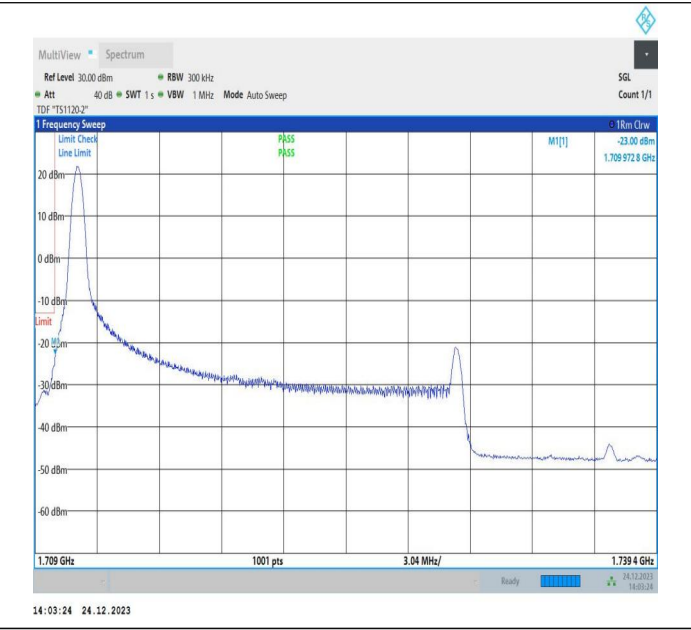 MultiView Spectrum
Ref Level 30.00 dBm RBW 300 kHz SGL
Att 40 dB SWT 1 s VBW 1 MHz Mode Auto Sweep Count 1/1
TDF "TS1120-2"
1 Frequency Sweep 1Rm Clrw
Limit Check PASS M1[1] -23.00 dBm
Line Limit PASS 1.709 972 8 GHz
20 dBm
10 dBm
0 dBm
-10 dBm
Limit
-20 dBm
M1
-30 dBm
-40 dBm
-50 dBm
-60 dBm
1.709 GHz 1001 pts 3.04 MHz/ 1.739 4 GHz
Ready 24.12.2023
14:03:24
14:03:24 24.12.2023